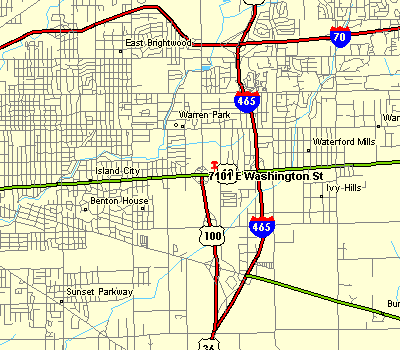 70
East Brightwood
465
Warren Park
Waterford Mills
Island City
7101 E Washington St
Ivy-Hills
Benton House
465
100
Sunset Parkway
36